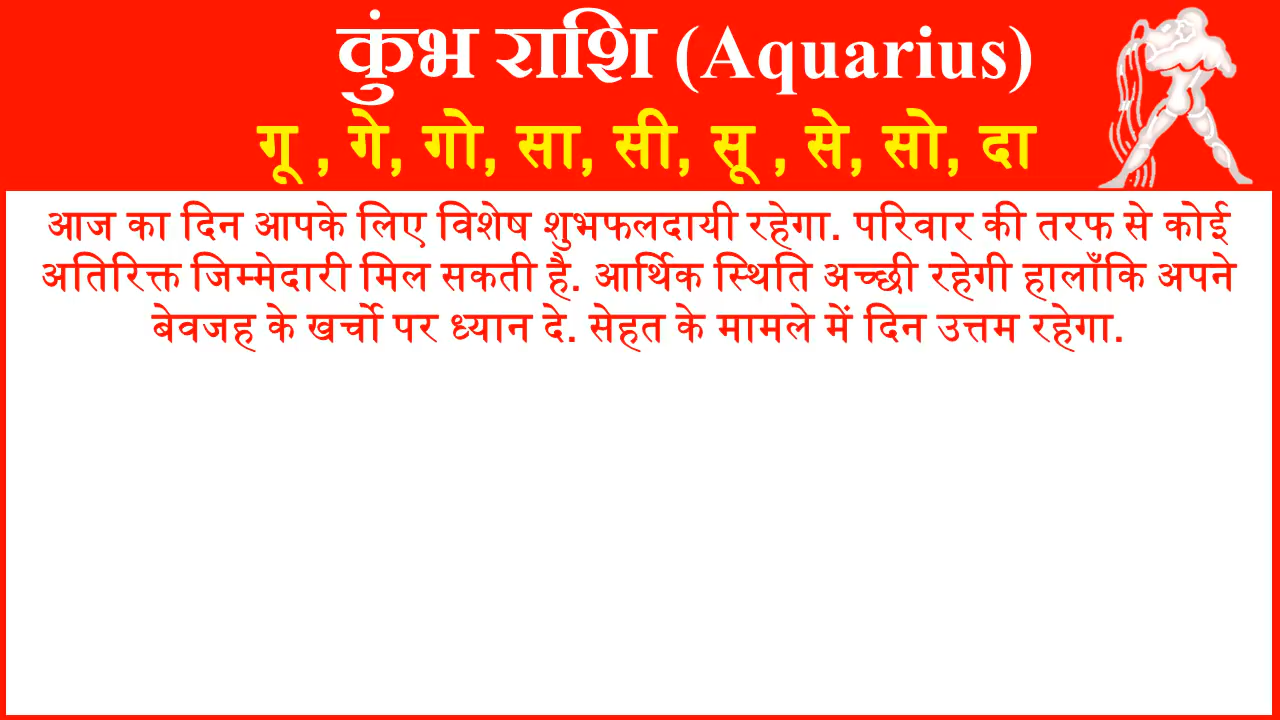 कुंभ राशि (Aquarius)
गू , गे, गो, सा, सी, सू , से, सो, दा
आज का दिन आपके लिए विशेष शुभफलदायी रहेगा. परिवार की तरफ से कोई
अतिरिक्त जिम्मेदारी मिल सकती है. आर्थिक स्थिति अच्छी रहेगी हालाँकि अपने
बेवजह के खर्चो पर ध्यान दे. सेहत के मामले में दिन उत्तम रहेगा.